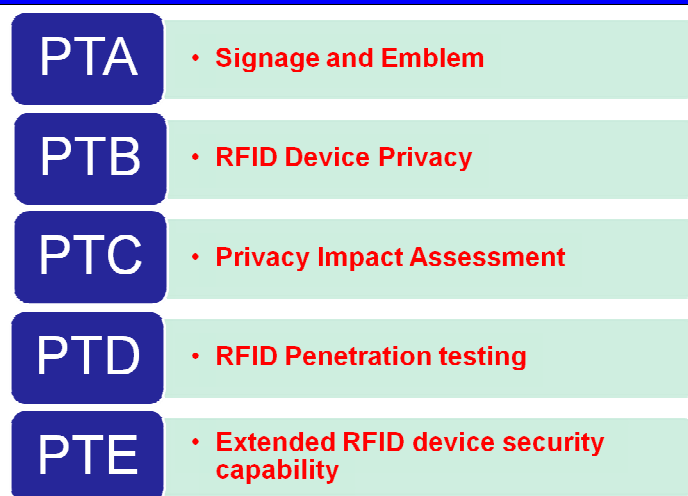 PTA
• Signage and Emblem
PTB
• RFID Device Privacy
PTC
• Privacy Impact Assessment
PTD
• RFID Penetration testing
PTE
• Extended RFID device security
capability